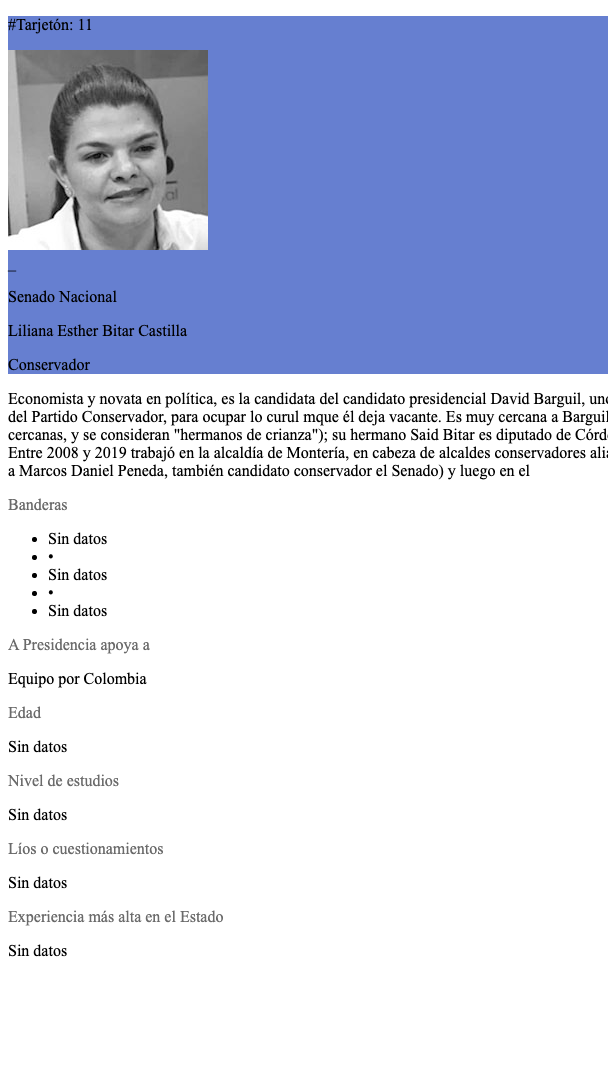 #Tarjetón: 11
_
Senado Nacional
Liliana Esther Bitar Castilla
Conservador
Economista y novata en política, es la candidata del candidato presidencial David Barguil,
del Partido Conservador, para ocupar lo curul mque él deja vacante. Es muy cercana a Barguil
cercanas, y se consideran "hermanos de crianza"); su hermano Said Bitar es diputado de
Entre 2008 y 2019 trabajó en la alcaldía de Montería, en cabeza de alcaldes conservadores
a Marcos Daniel Peneda, también candidato conservador el Senado) y luego en el
Banderas
• Sin datos
• •
• Sin datos
• •
• Sin datos
A Presidencia apoya a
Equipo por Colombia
Edad
Sin datos
Nivel de estudios
Sin datos
Líos o cuestionamientos
Sin datos
Experiencia más alta en el Estado
Sin datos